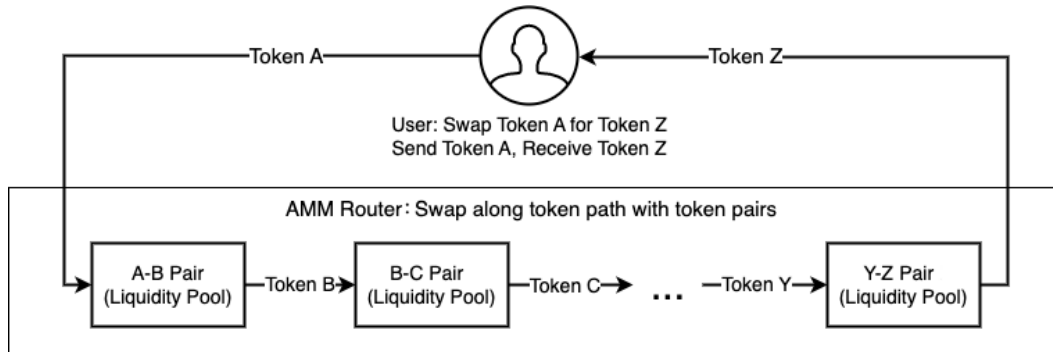 Token A
Token Z
User: Swap Token A for Token Z
Send Token A, Receive Token Z
AMM Router: Swap along token path with token pairs
A-B Pair
(Liquidity Pool)
Token B
B-C Pair
(Liquidity Pool)
Token C
...
Token Y
Y-Z Pair
(Liquidity Pool)